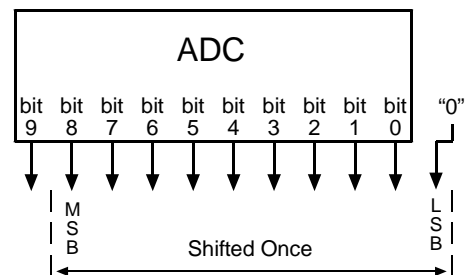 ADC
bit bit bit bit bit bit bit bit bit bit “0”
9 8 7 6 5 4 3 2 1 0
MSB
LSB
Shifted Once